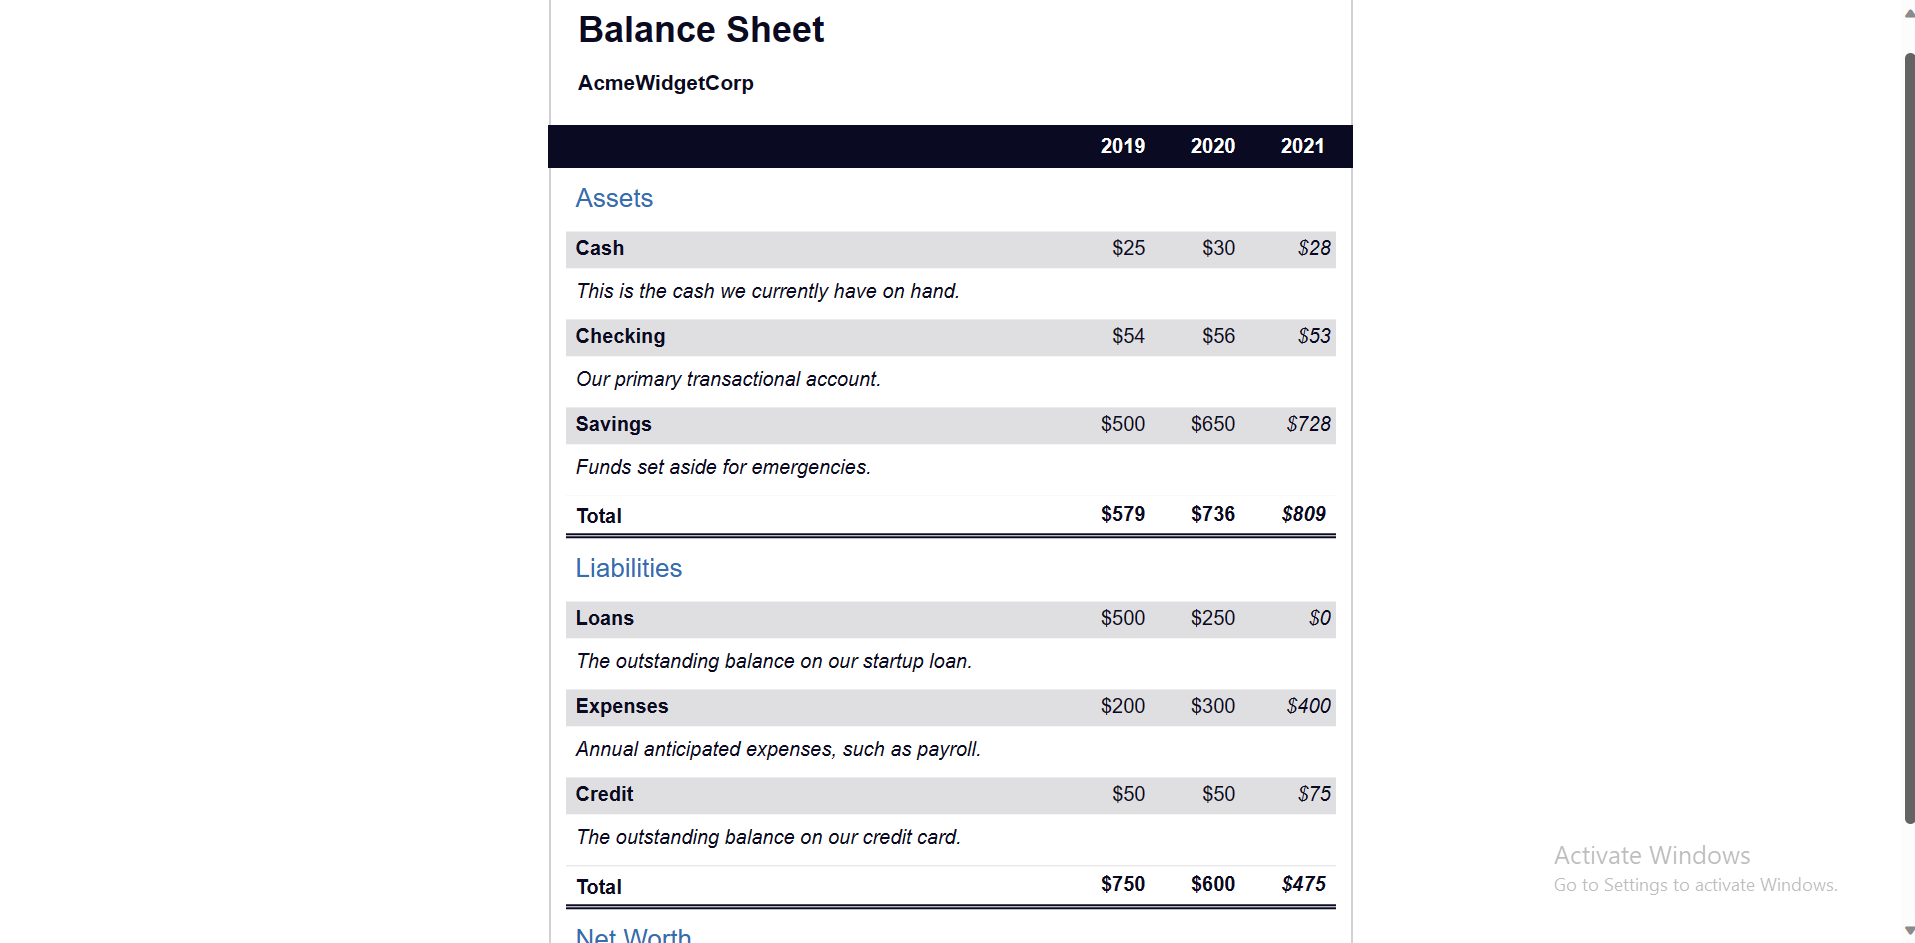 Balance Sheet
AcmeWidgetCorp
2019 2020 2021
Assets
Cash $25 $30 $28
This is the cash we currently have on hand.
Checking $54 $56 $53
Our primary transactional account.
Savings $500 $650 $728
Funds set aside for emergencies.
Total $579 $736 $809
Liabilities
Loans $500 $250 $0
The outstanding balance on our startup loan.
Expenses $200 $300 $400
Annual anticipated expenses, such as payroll.
Credit $50 $50 $75
The outstanding balance on our credit card.
Total $750 $600 $475
Net Worth
Activate Windows
Go to Settings to activate Windows.